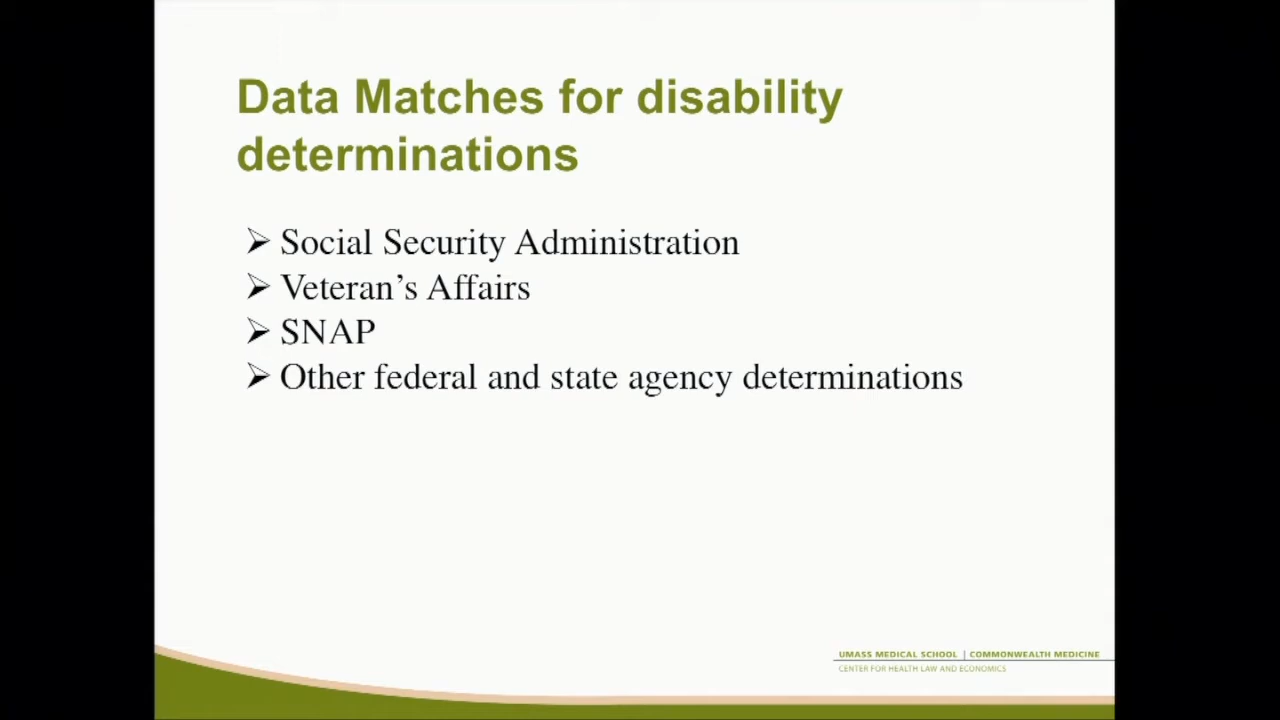 Data Matches for disability
determinations
➢ Social Security Administration
➢ Veteran’s Affairs
➢ SNAP
➢ Other federal and state agency determinations
UMASS MEDICAL SCHOOL | COMMONWEALTH MEDICINE
CENTER FOR HEALTH LAW AND ECONOMICS